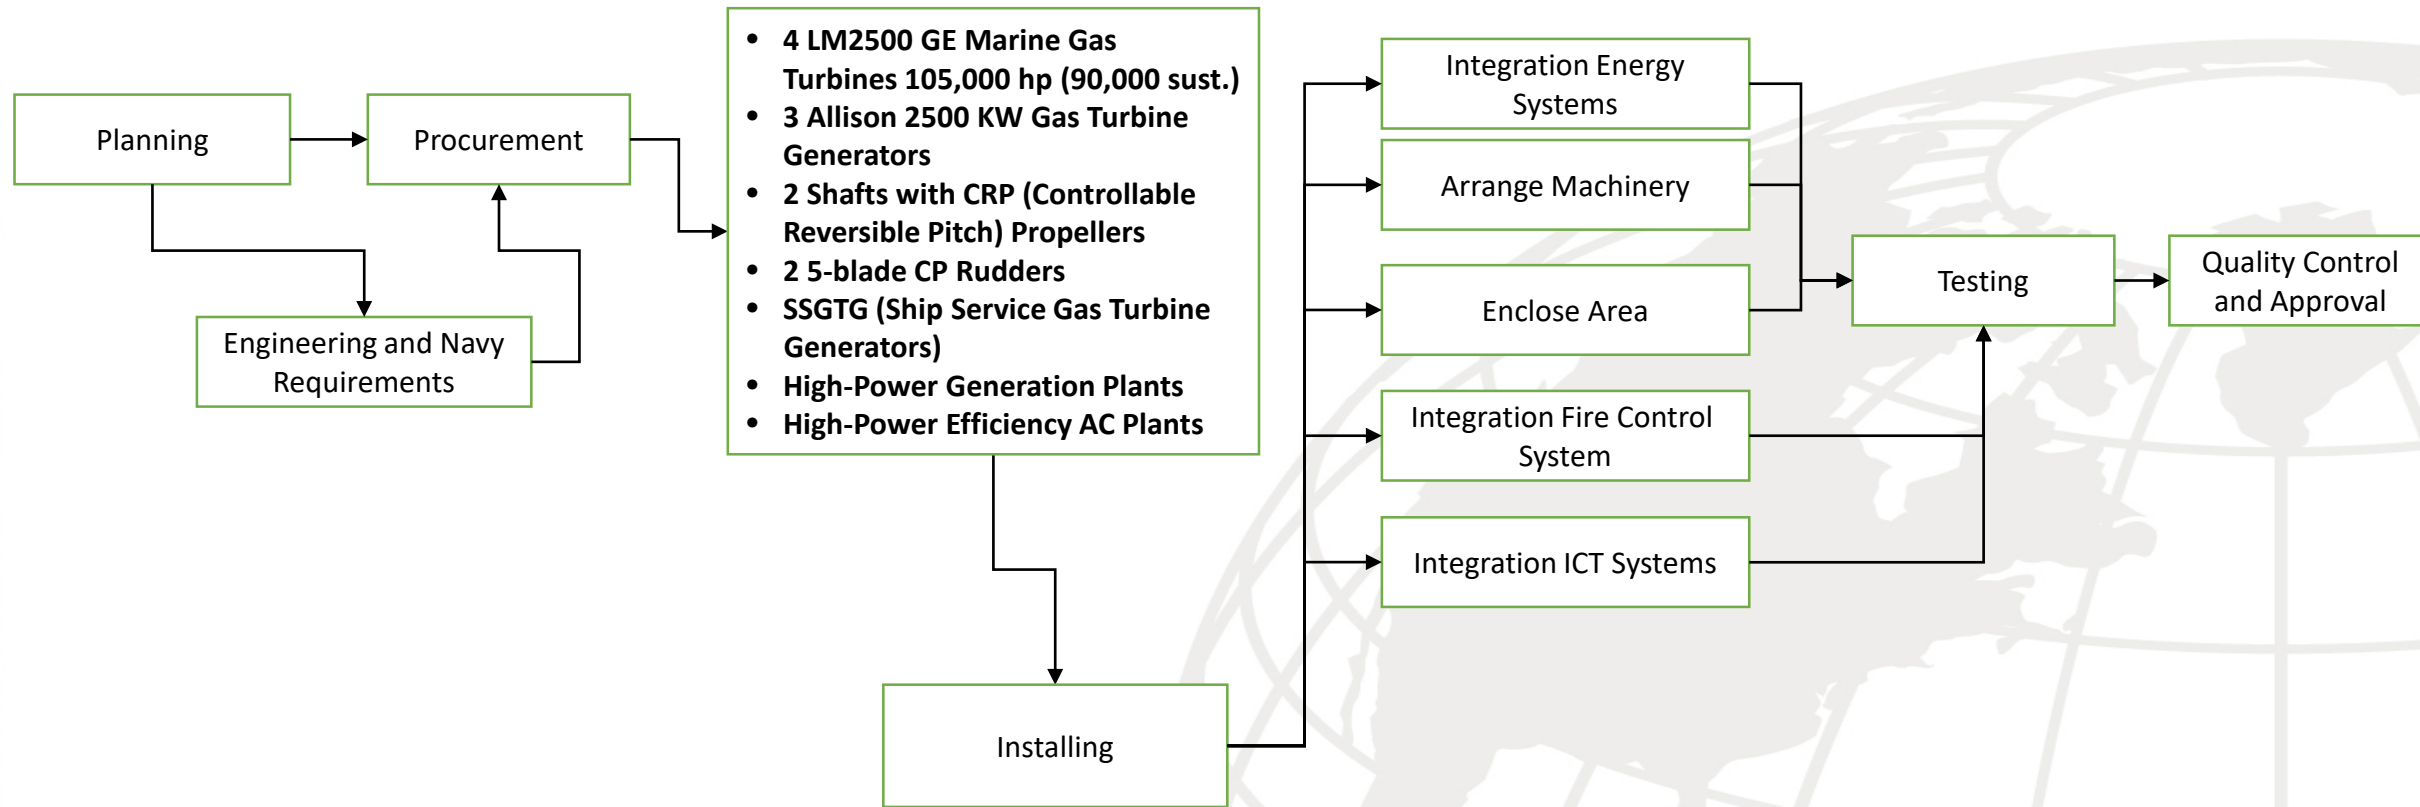 Planning
Procurement
Engineering and Navy
Requirements
• 4 LM2500 GE Marine Gas
Turbines 105,000 hp (90,000 sust.)
• 3 Allison 2500 KW Gas Turbine
Generators
• 2 Shafts with CRP (Controllable
Reversible Pitch) Propellers
• 2 5-blade CP Rudders
• SSGTG (Ship Service Gas Turbine
Generators)
• High-Power Generation Plants
• High-Power Efficiency AC Plants
Installing
Integration Energy
Systems
Arrange Machinery
Enclose Area
Integration Fire Control
System
Integration ICT Systems
Testing
Quality Control
and Approval